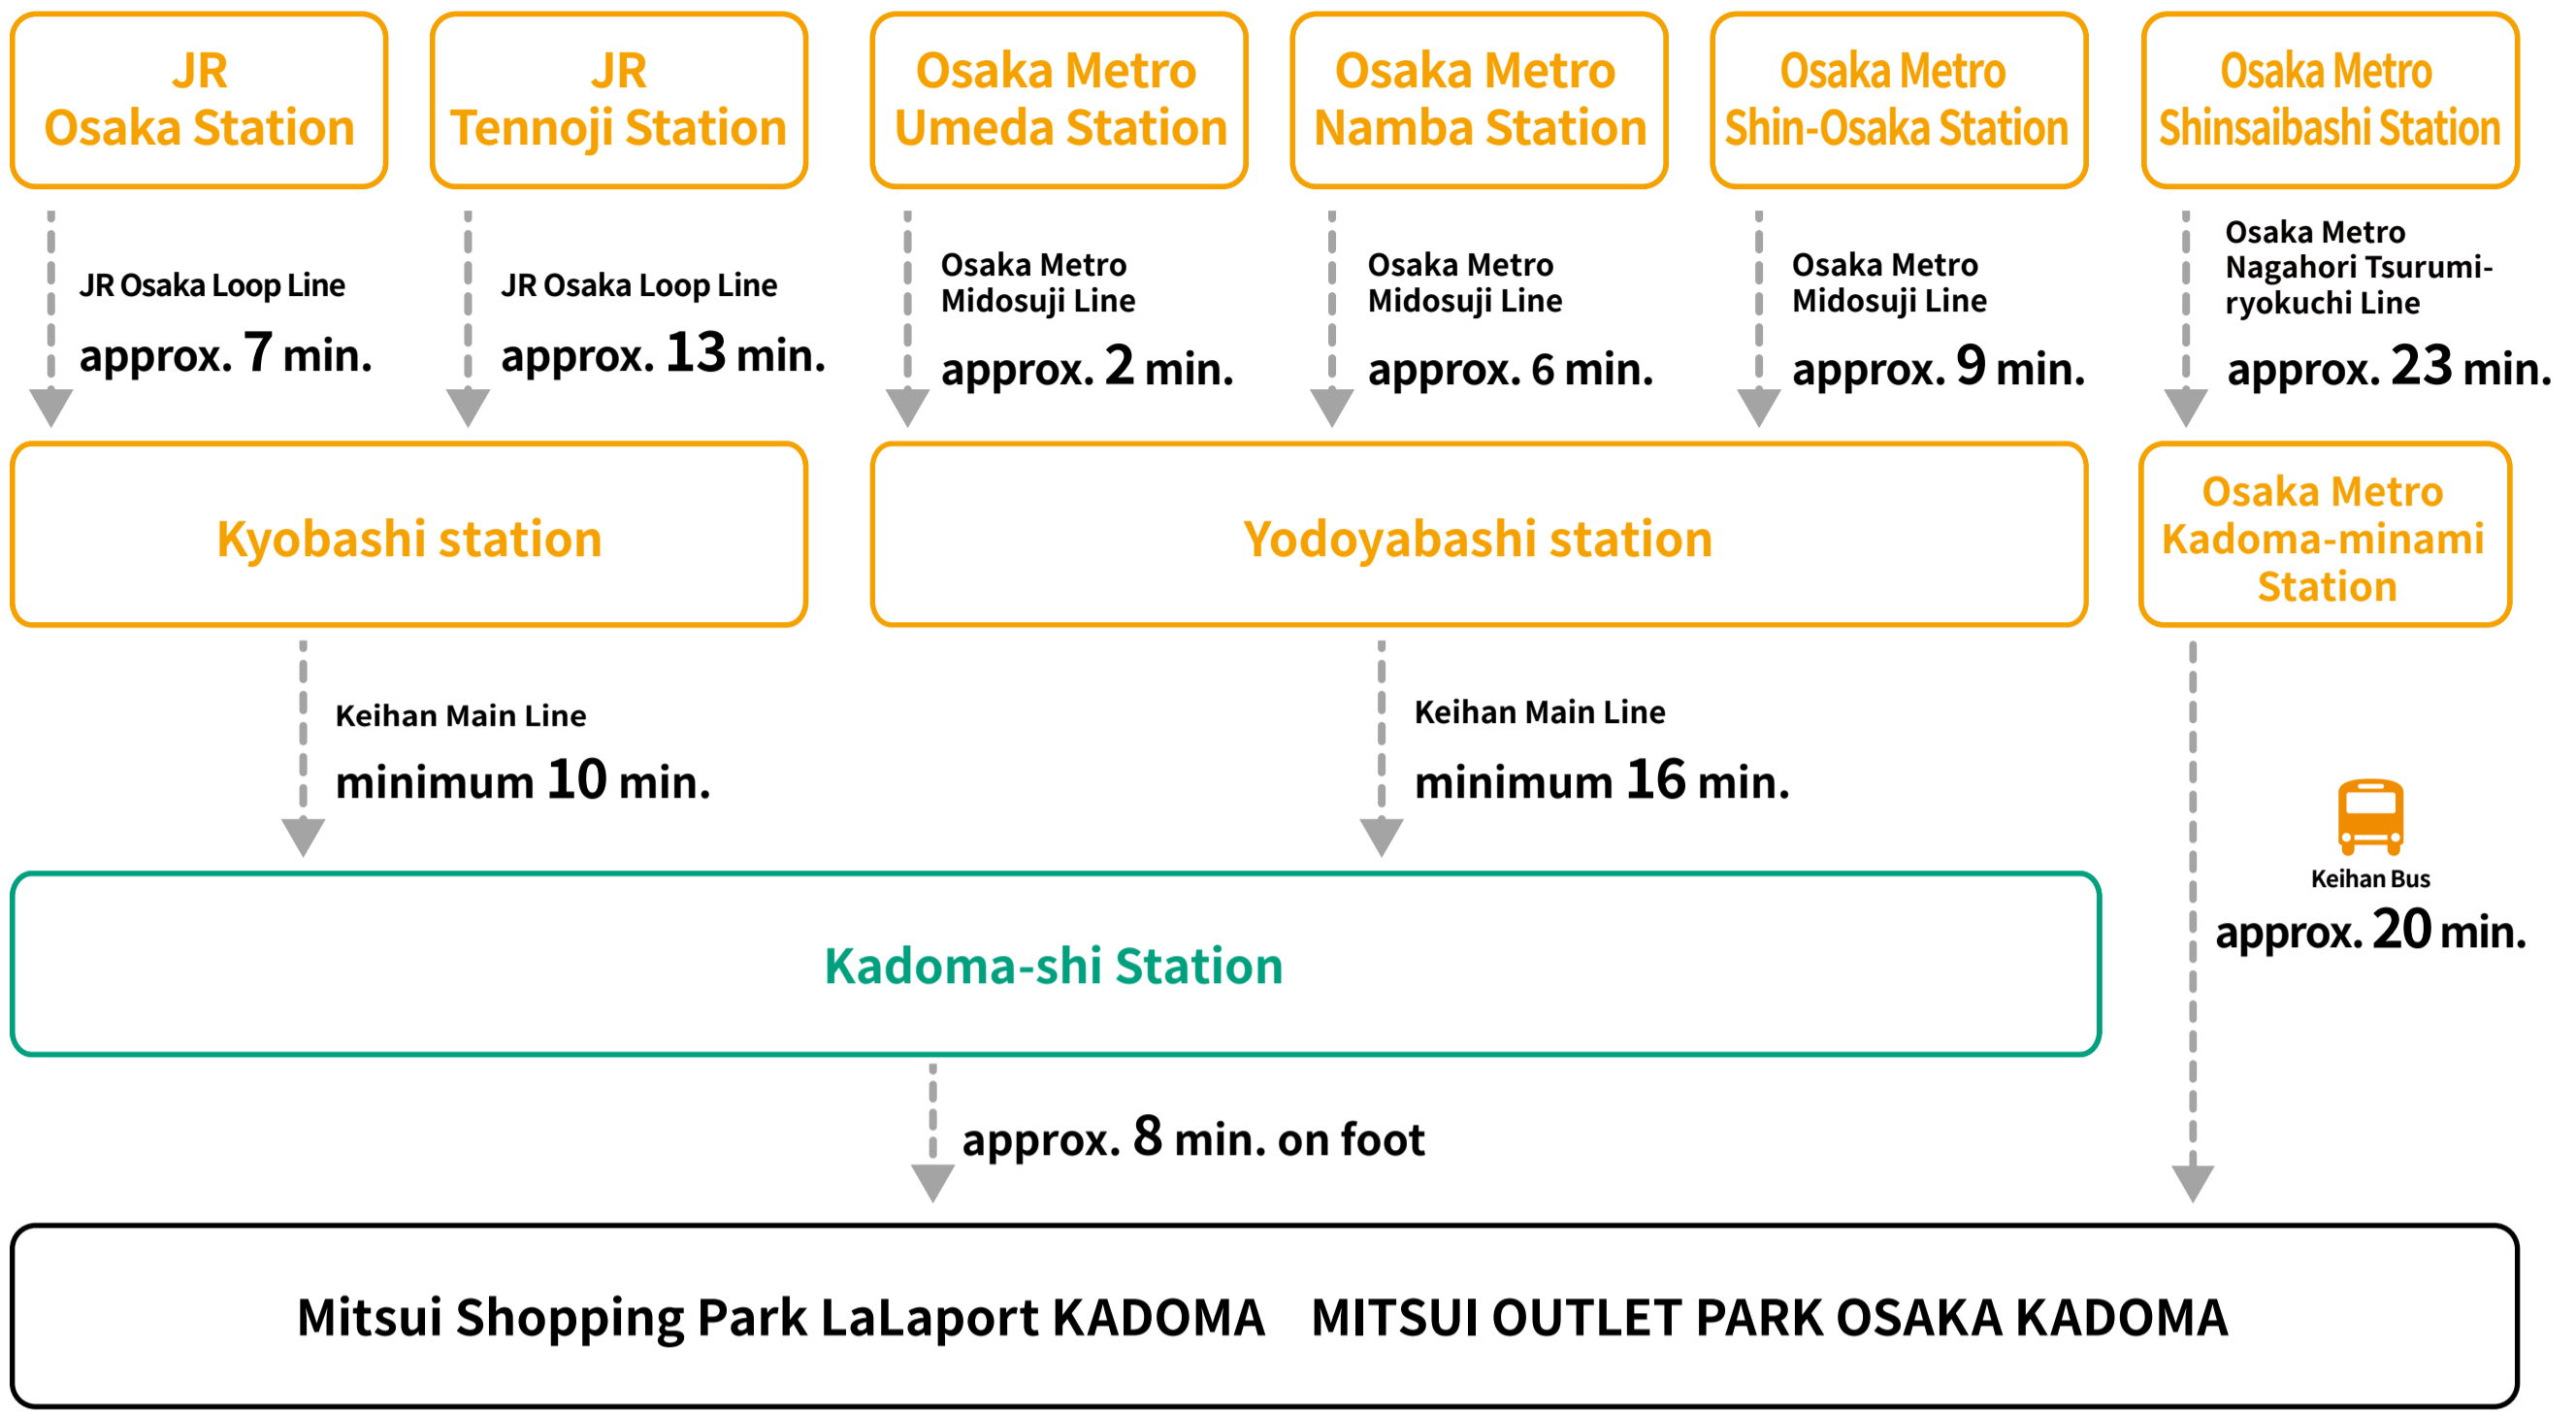 JR
Osaka Station
JR
Tennoji Station
Osaka Metro
Umeda Station
Osaka Metro
Namba Station
Osaka Metro
Shin-Osaka Station
Osaka Metro
Shinsaibashi Station
JR Osaka Loop Line
approx. 7 min.
JR Osaka Loop Line
approx. 13 min.
Osaka Metro
Midosuji Line
approx. 2 min.
Osaka Metro
Midosuji Line
approx. 6 min.
Osaka Metro
Midosuji Line
approx. 9 min.
Osaka Metro
Nagahori Tsurumi-
ryokuchi Line
approx. 23 min.
Kyobashi station
Yodoyabashi station
Osaka Metro
Kadoma-minami
Station
Keihan Main Line
minimum 10 min.
Keihan Main Line
minimum 16 min.
Keihan Bus
approx. 20 min.
Kadoma-shi Station
approx. 8 min. on foot
Mitsui Shopping Park LaLaport KADOMA MITSUI OUTLET PARK OSAKA KADOMA